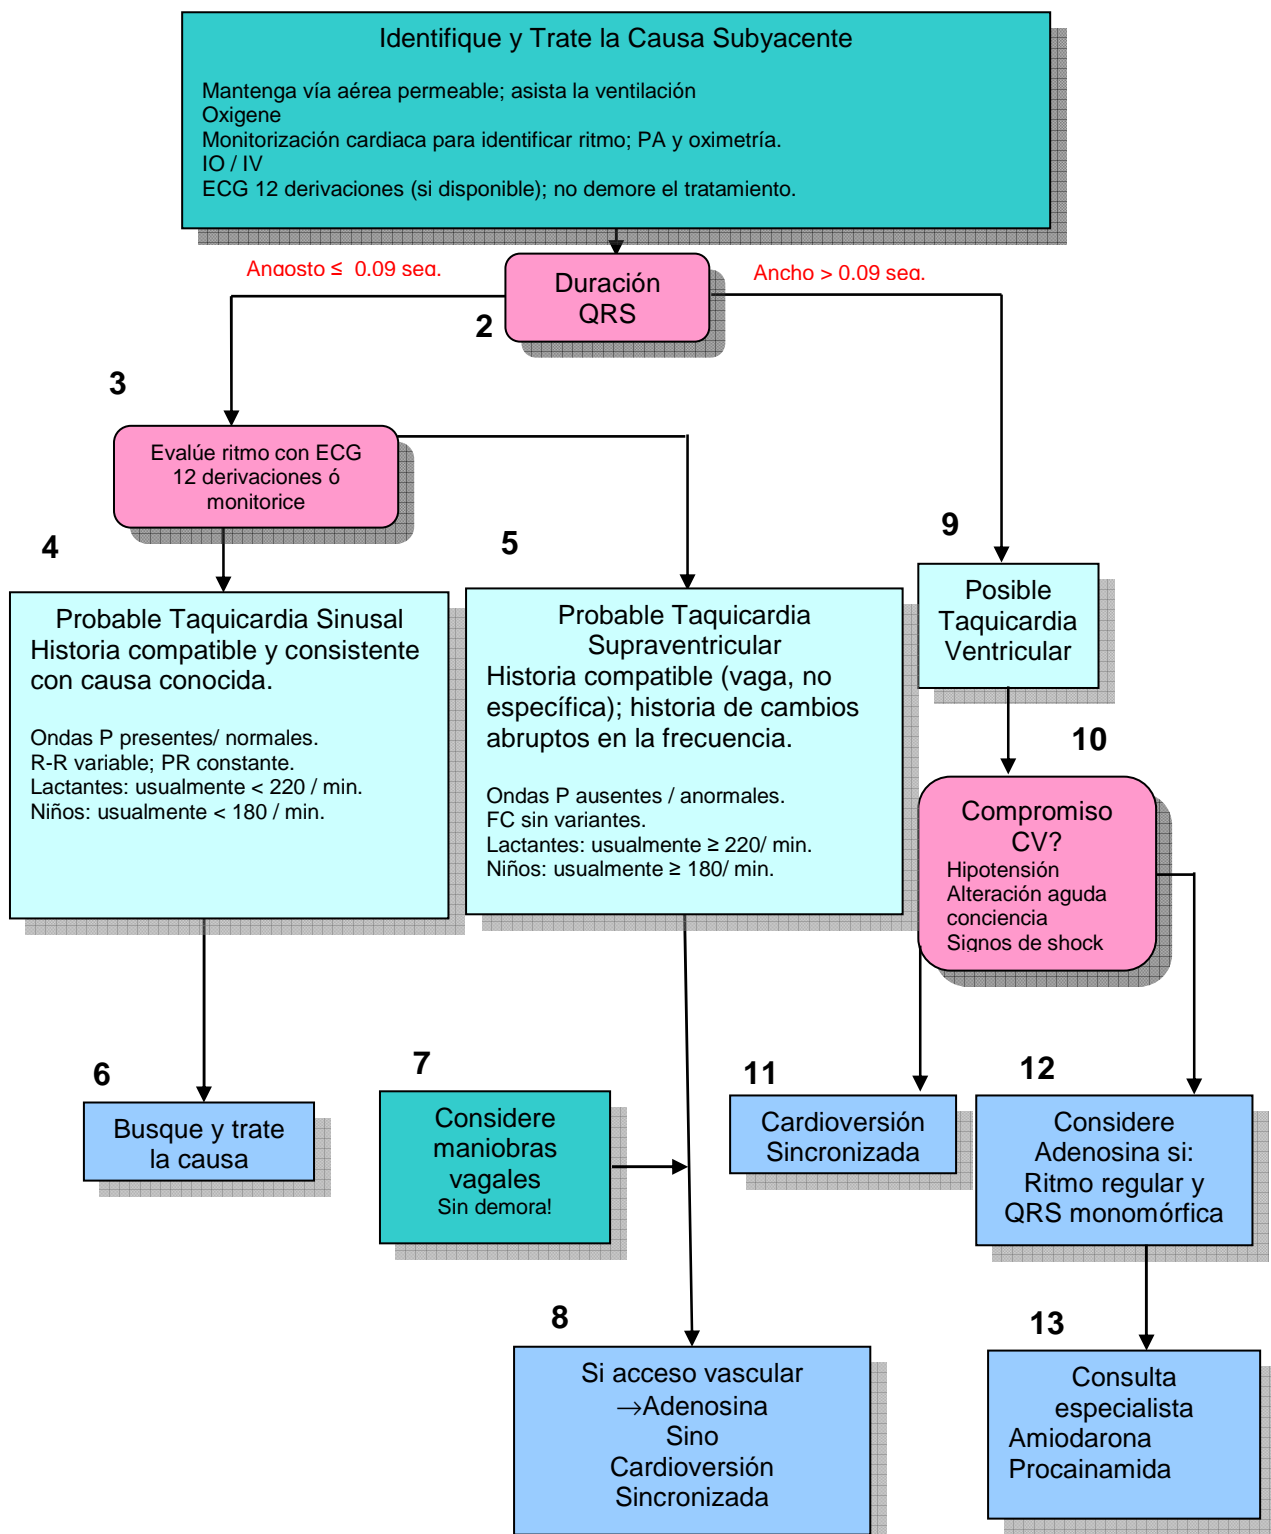 Identifique y Trate la Causa Subyacente
Mantenga vía aérea permeable; asista la ventilación
Oxigene
Monitorización cardiaca para identificar ritmo; PA y oximetría.
IO / IV
ECG 12 derivaciones (si disponible); no demore el tratamiento.
Angosto ≤ 0.09 seg.
Ancho > 0.09 seg.
2
Duración
QRS
3
Evalúe ritmo con ECG
12 derivaciones ó
monitorice
4
Probable Taquicardia Sinusal
Historia compatible y consistente
con causa conocida.
Ondas P presentes/ normales.
R-R variable; PR constante.
Lactantes: usualmente < 220 / min.
Niños: usualmente < 180 / min.
5
Probable Taquicardia
Supraventricular
Historia compatible (vaga, no
específica); historia de cambios
abruptos en la frecuencia.
Ondas P ausentes / anormales.
FC sin variantes.
Lactantes: usualmente ≥ 220/ min.
Niños: usualmente ≥ 180/ min.
9
Posible
Taquicardia
Ventricular
10
Compromiso
CV?
Hipotensión
Alteración aguda
conciencia
Signos de shock
6
Busque y trate
la causa
7
Considere
maniobras
vagales
Sin demora!
11
Cardioversión
Sincronizada
12
Considere
Adenosina si:
Ritmo regular y
QRS monomórfica
8
Si acceso vascular
→Adenosina
Sino
Cardioversión
Sincronizada
13
Consulta
especialista
Amiodarona
Procainamida